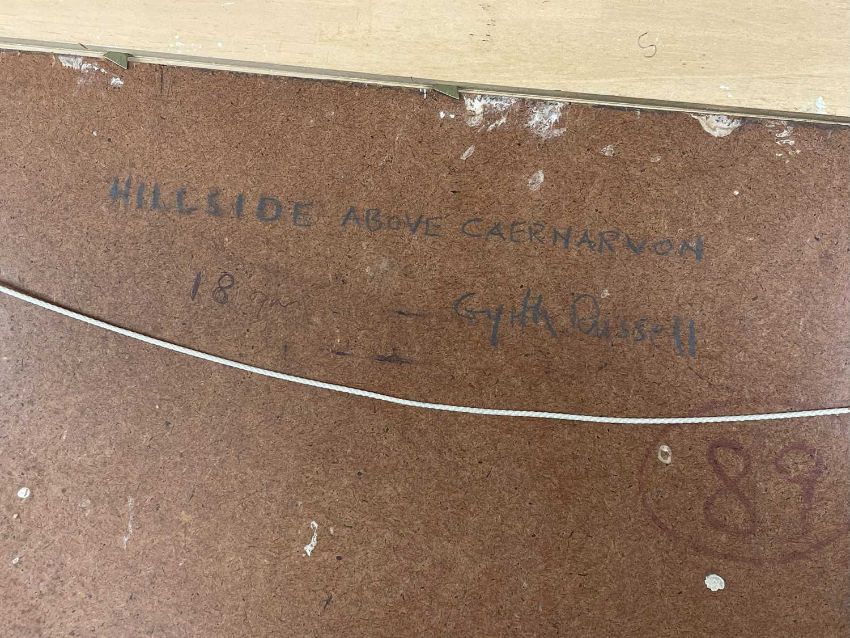 HILLSIDE ABOVE CAERNARVON
18 gns - Gyrth Russell
89